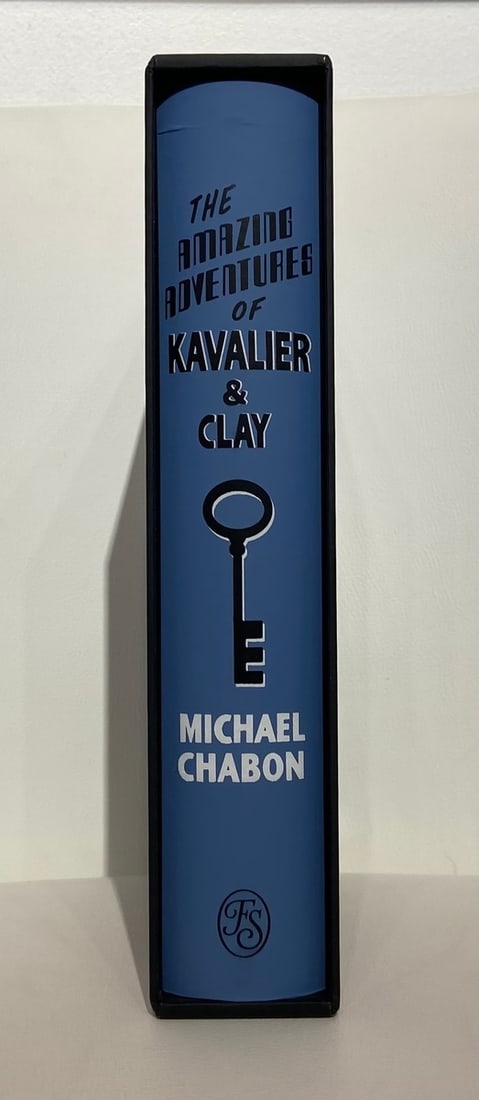 THE
AMAZING
ADVENTURES
OF
KAVALIER
&
CLAY
MICHAEL
CHABON
FS